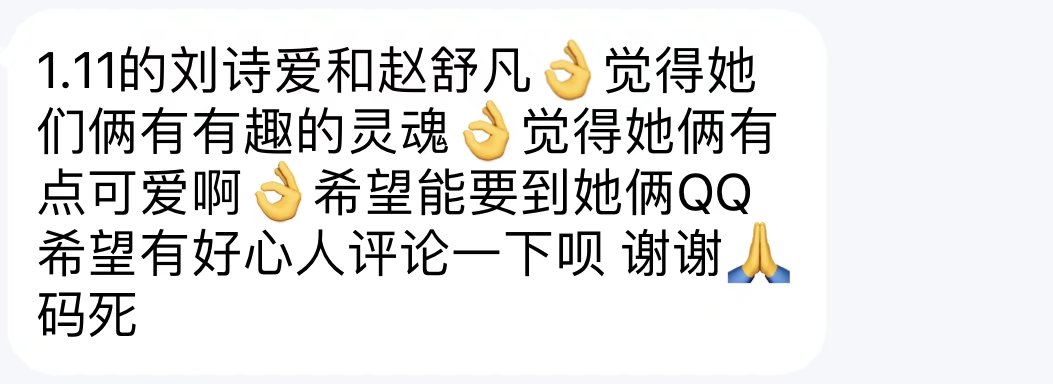 1.11的刘诗爱和赵舒凡👌觉得她
们俩有有趣的灵魂👌觉得她俩有
点可爱啊👌希望能要到她俩QQ
希望有好心人评论一下呗 谢谢🙏
码死